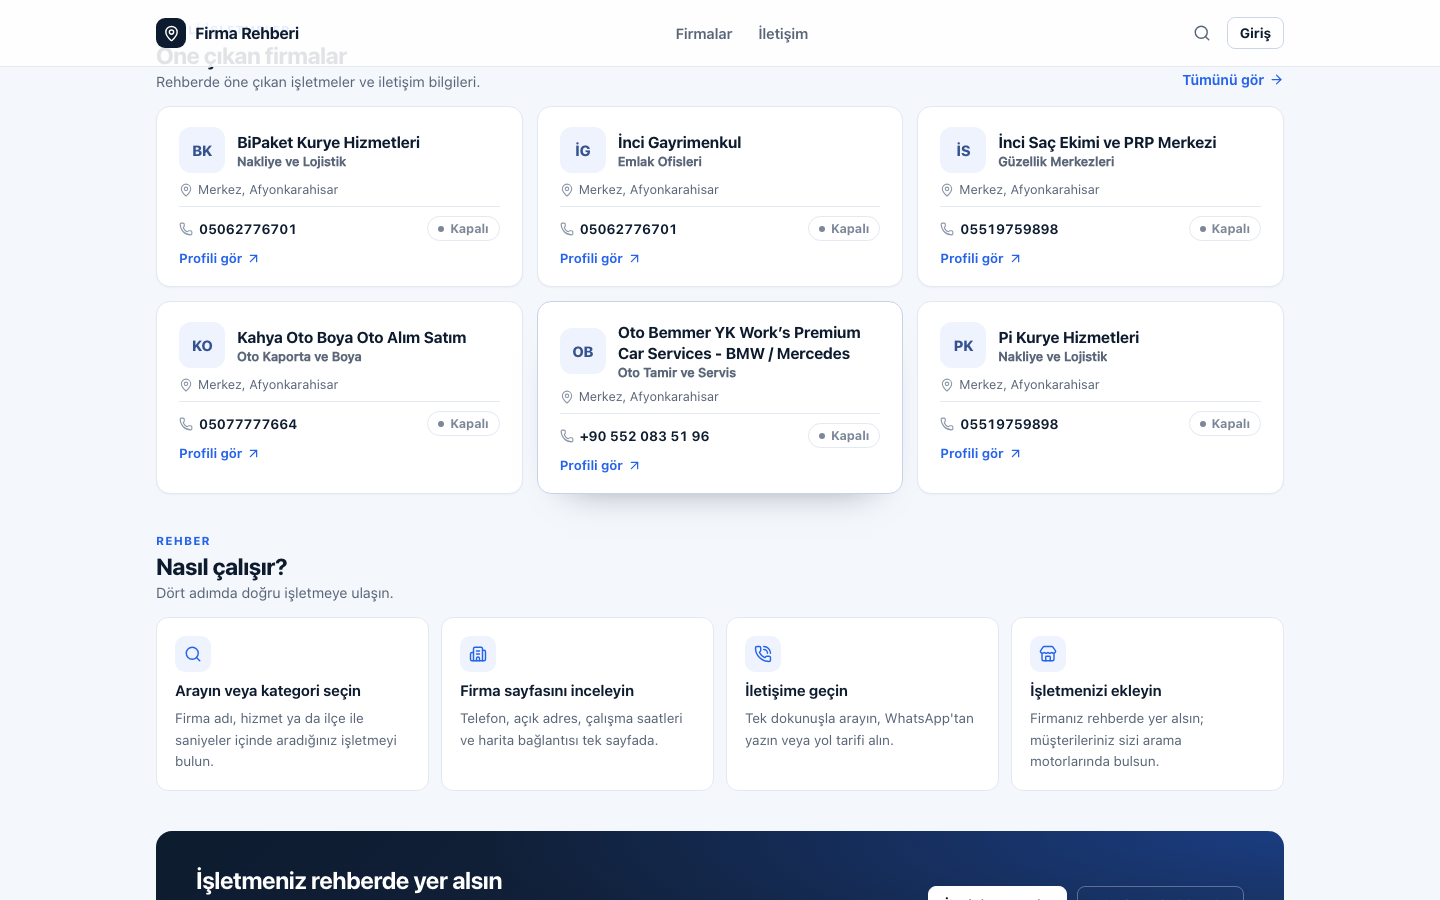 Firma Rehberi
Firmalar
İletişim
Giriş
Öne çıkan firmalar
Rehberde öne çıkan işletmeler ve iletişim bilgileri.
Tümünü gör
BK
BiPaket Kurye Hizmetleri
Nakliye ve Lojistik
Merkez, Afyonkarahisar
05062776701
Kapalı
Profili gör
İG
İnci Gayrimenkul
Emlak Ofisleri
Merkez, Afyonkarahisar
05062776701
Kapalı
Profili gör
İS
İnci Saç Ekimi ve PRP Merkezi
Güzellik Merkezleri
Merkez, Afyonkarahisar
05519759898
Kapalı
Profili gör
KO
Kahya Oto Boya Oto Alım Satım
Oto Kaporta ve Boya
Merkez, Afyonkarahisar
05077777664
Kapalı
Profili gör
OB
Oto Bemmer YK Work’s Premium
Car Services - BMW / Mercedes
Oto Tamir ve Servis
Merkez, Afyonkarahisar
+90 552 083 51 96
Kapalı
Profili gör
PK
Pi Kurye Hizmetleri
Nakliye ve Lojistik
Merkez, Afyonkarahisar
05519759898
Kapalı
Profili gör
REHBER
Nasıl çalışır?
Dört adımda doğru işletmeye ulaşın.
Arayın veya kategori seçin
Firma adı, hizmet ya da ilçe ile
saniyeler içinde aradığınız işletmeyi
bulun.
Firma sayfasını inceleyin
Telefon, açık adres, çalışma saatleri
ve harita bağlantısı tek sayfada.
İletişime geçin
Tek dokunuşla arayın, WhatsApp'tan
yazın veya yol tarifi alın.
İşletmenizi ekleyin
Firmanız rehberde yer alsın;
müşterileriniz sizi arama
motorlarında bulsun.
İşletmeniz rehberde yer alsın